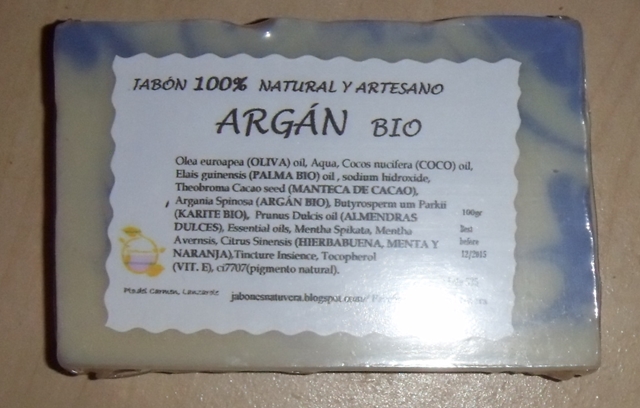 JABÓN 100% NATURAL Y ARTESANO
ARGÁN BIO
Olea euroapea (OLIVA) oil, Aqua, Cocos nucifera (COCO) oil,
Elais guinensis (PALMA BIO) oil , sodium hidroxide,
Theobroma Cacao seed (MANTECA DE CACAO),
Argania Spinosa (ARGÁN BIO), Butyrosperm um Parkii
(KARITE BIO), Prunus Dulcis oil (ALMENDRAS
DULCES), Essential oils, Mentha Spikata, Mentha
Avernsis, Citrus Sinensis (HIERBABUENA, MENTA Y
NARANJA),Tincture Insience, Tocopherol
(VIT. E), ci7707(pigmento natural).
100gr
Best
before
12/2015
Carmen, Lanzarote
jabonesnatuvera.blogspot.com/